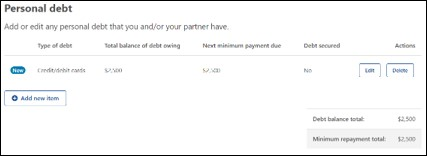 Personal debt
Add or edit any personal debt that you and/or your partner have.
Type of debt Total balance of debt owing Next minimum payment due Debt secured Actions
New Credit/debit cards $2,500 $2,500 No Edit Delete
Add new item
Debt balance total: $2,500
Minimum repayment total: $2,500